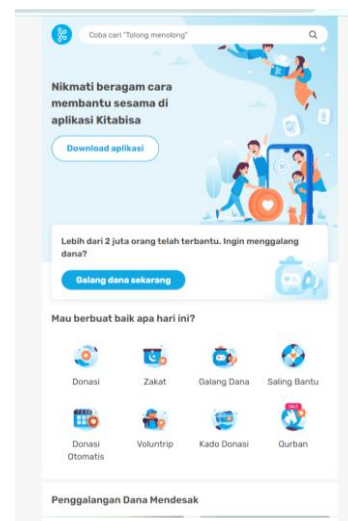 Coba cari "Tolong menolong"
Nikmati beragam cara
membantu sesama di
aplikasi Kitabisa
Download aplikasi
Lebih dari 2 juta orang telah terbantu. Ingin menggalang
dana?
Galang dana sekarang
Mau berbuat baik apa hari ini?
Donasi
Zakat
Galang Dana
Saling Bantu
SALE
Donasi
Otomatis
Voluntrip
Kado Donasi
Qurban
Penggalangan Dana Mendesak